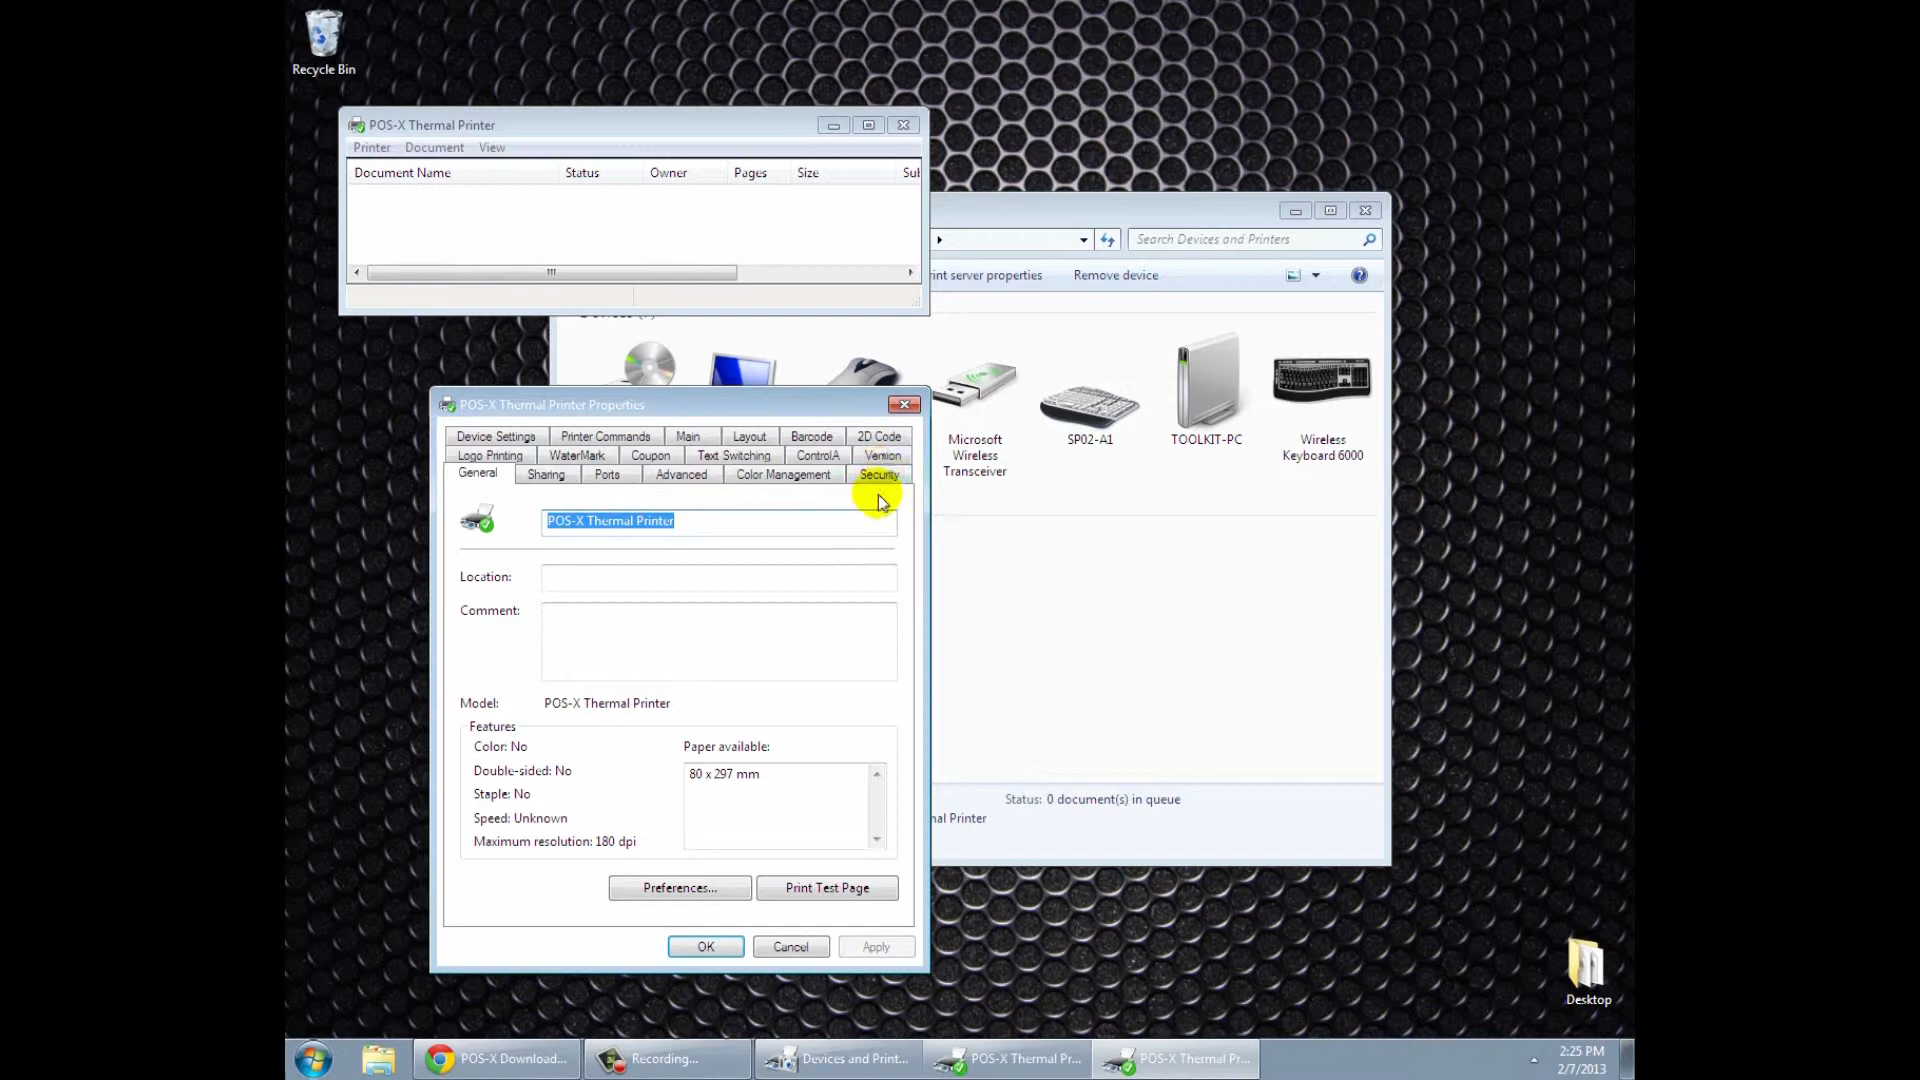 Recycle Bin
POS-X Thermal Printer
Printer Document View
Document Name Status Owner Pages Size Sub
Search Devices and Printers
rint server properties Remove device
Microsoft
Wireless
Transceiver
SP02-A1
TOOLKIT-PC
Wireless
Keyboard 6000
Status: 0 document(s) in queue
nal Printer
POS-X Thermal Printer Properties
Device Settings Printer Commands Main Layout Barcode 2D Code
Logo Printing WaterMark Coupon Text Switching ControlA Version
General Sharing Ports Advanced Color Management Security
POS-X Thermal Printer
Location:
Comment:
Model: POS-X Thermal Printer
Features
Color: No Paper available:
Double-sided: No 80 x 297 mm
Staple: No
Speed: Unknown
Maximum resolution: 180 dpi
Preferences... Print Test Page
OK Cancel Apply
Desktop
POS-X Download... Recording... Devices and Print... POS-X Thermal Pr... POS-X Thermal Pr...
2:25 PM
2/7/2013